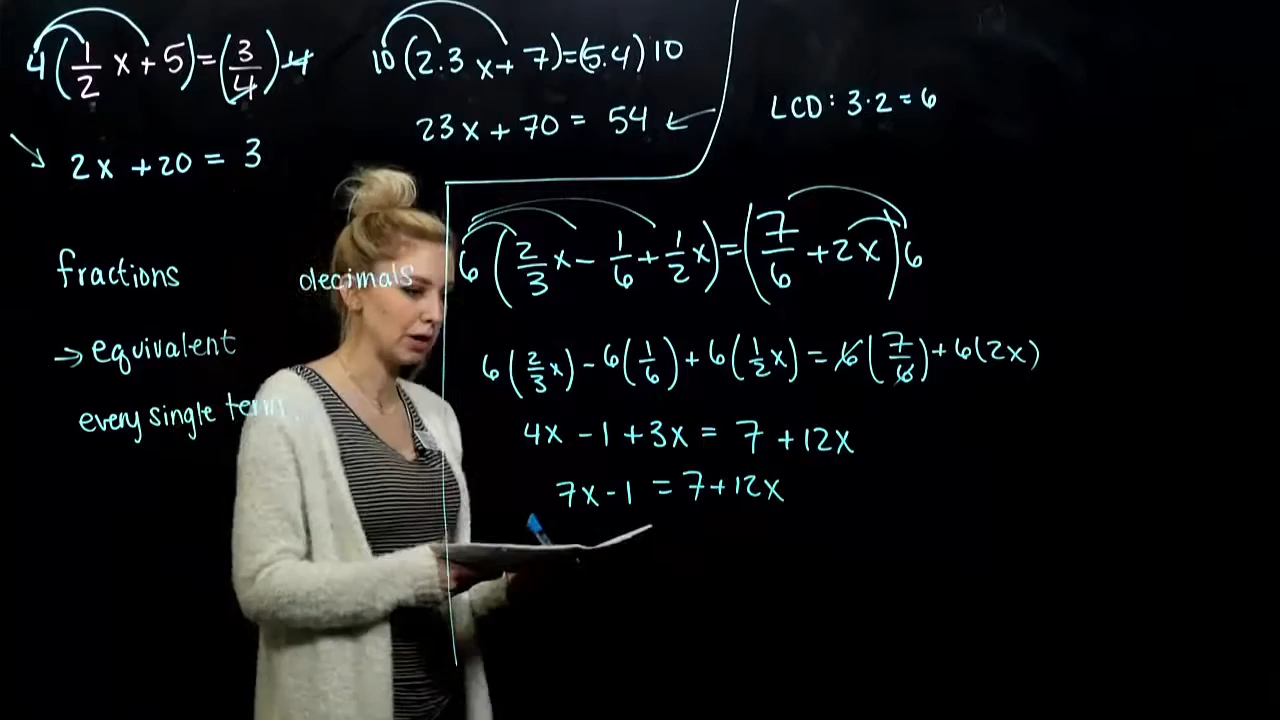 4(1/2 x + 5) = (3/4) 4
2x + 20 = 3
10(2.3x + 7) = (5.4)10
23x + 70 = 54
LCD: 3·2 = 6
fractions
decimals
→ equivalent
every single term
6(2/3 x - 1/6 + 1/2 x) = (7/6 + 2x)6
6(2/3 x) - 6(1/6) + 6(1/2 x) = 6(7/6) + 6(2x)
4x - 1 + 3x = 7 + 12x
7x - 1 = 7 + 12x